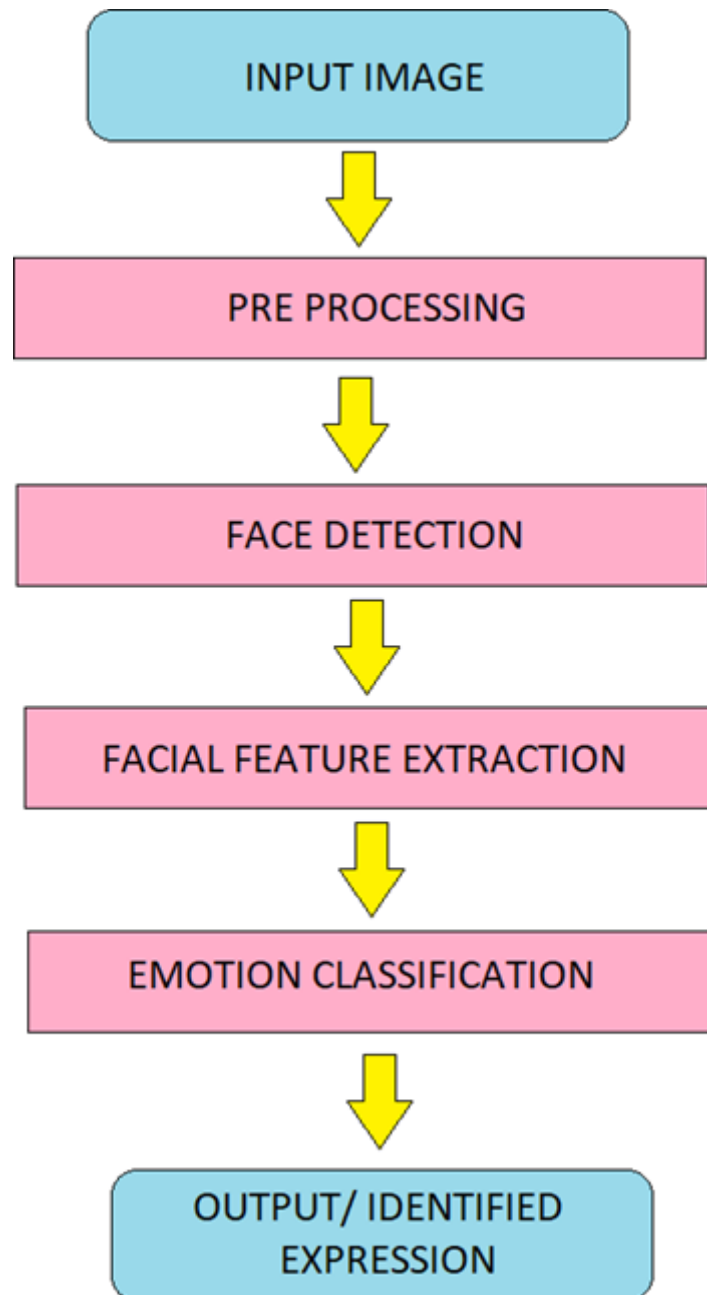 INPUT IMAGE
PRE PROCESSING
FACE DETECTION
FACIAL FEATURE EXTRACTION
EMOTION CLASSIFICATION
OUTPUT/ IDENTIFIED
EXPRESSION